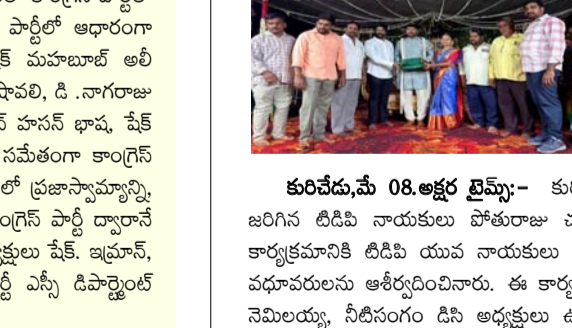 పార్టీలో ఆధారంగా
మహబూబ్ అలీ
డి .నాగరాజు
హసన్ భాష, షేక్
సమేతంగా కాంగ్రెస్
లో ప్రజాస్వామ్యాన్ని,
పార్టీ ద్వారానే
షేక్. ఇమ్రాన్,
ఎస్సీ డిపార్ట్మెంట్
కురిచేడు,మే 08.అక్షర టైమ్స్:-
జరిగిన టిడిపి నాయకులు పోతురాజు
కార్యక్రమానికి టిడిపి యువ నాయకులు
వధూవరులను ఆశీర్వదించినారు. ఈ
నెమిలయ్య, నీటిసంగం డిసి అధ్యక్షులు